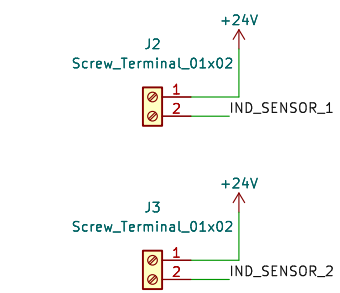 +24V
J2
Screw_Terminal_01x02
1
2
IND_SENSOR_1
+24V
J3
Screw_Terminal_01x02
1
2
IND_SENSOR_2